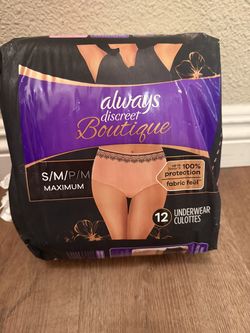 always
discreet
Boutique
S/M/P/M
MAXIMUM
up to 100%
protection
fabric feel
12 UNDERWEAR
CULOTTES